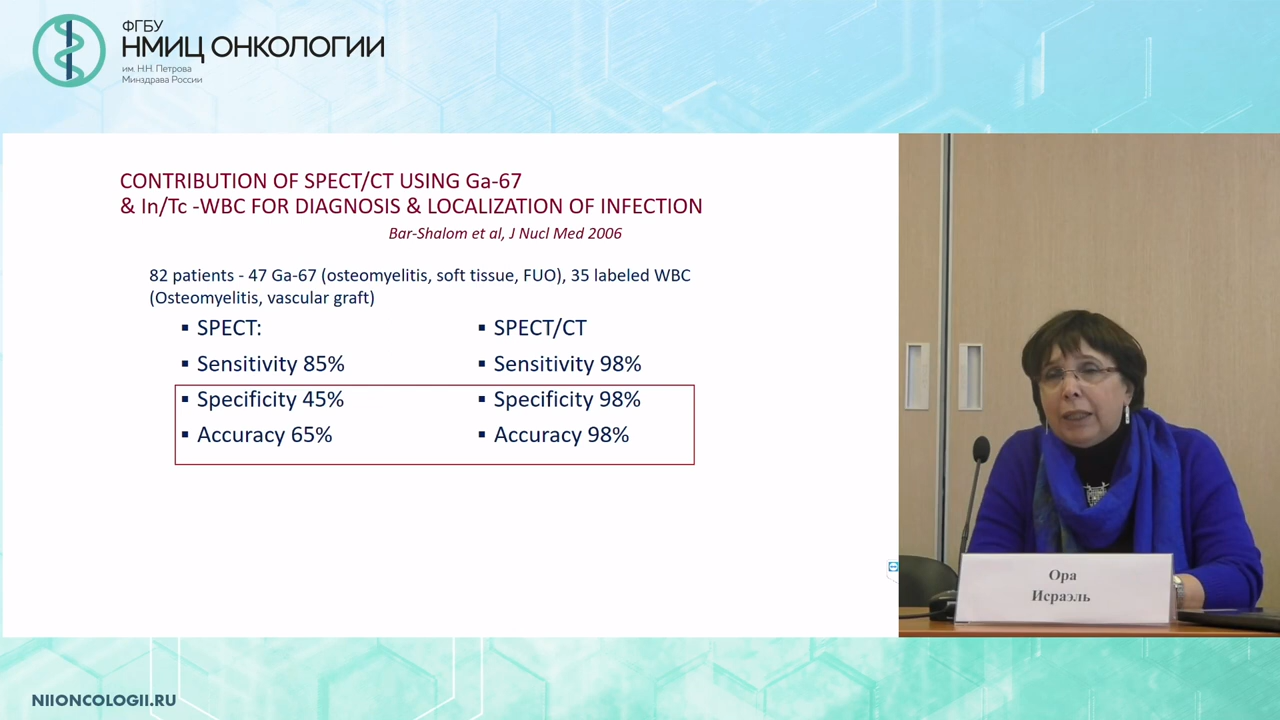 ФГБУ
НМИЦ ОНКОЛОГИИ
им. Н.Н. Петрова
Минздрава России
CONTRIBUTION OF SPECT/CT USING Ga-67
& In/Tc -WBC FOR DIAGNOSIS & LOCALIZATION OF INFECTION
Bar-Shalom et al, J Nucl Med 2006
82 patients - 47 Ga-67 (osteomyelitis, soft tissue, FUO), 35 labeled WBC
(Osteomyelitis, vascular graft)
▪ SPECT:
▪ Sensitivity 85%
▪ Specificity 45%
▪ Accuracy 65%
▪ SPECT/CT
▪ Sensitivity 98%
▪ Specificity 98%
▪ Accuracy 98%
Ора
Исраэль
NIIONCOLOGII.RU